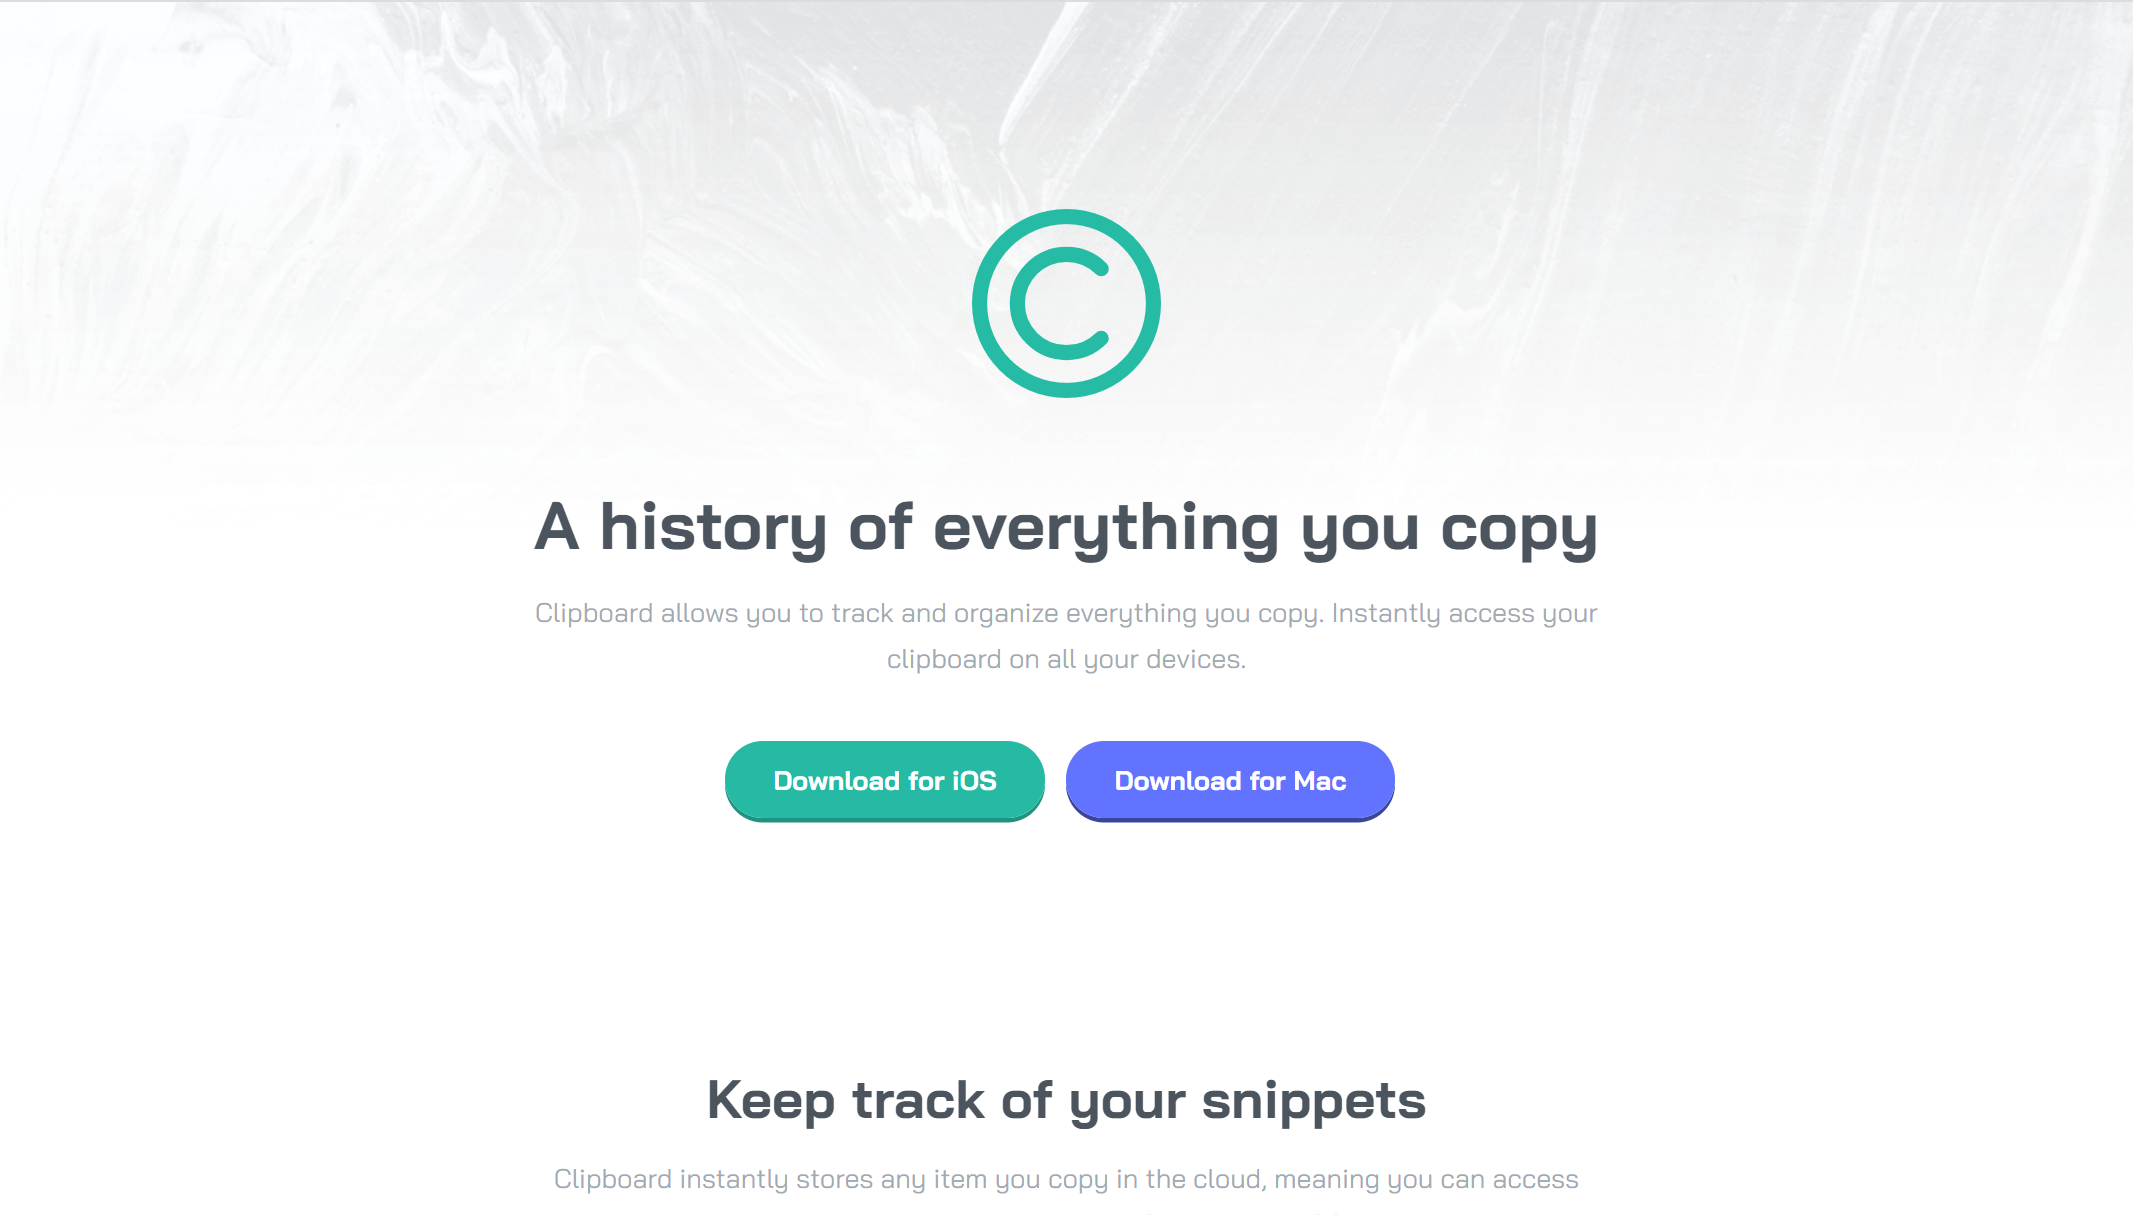 A history of everything you copy
Clipboard allows you to track and organize everything you copy. Instantly access your
clipboard on all your devices.
Download for iOS
Download for Mac
Keep track of your snippets
Clipboard instantly stores any item you copy in the cloud, meaning you can access